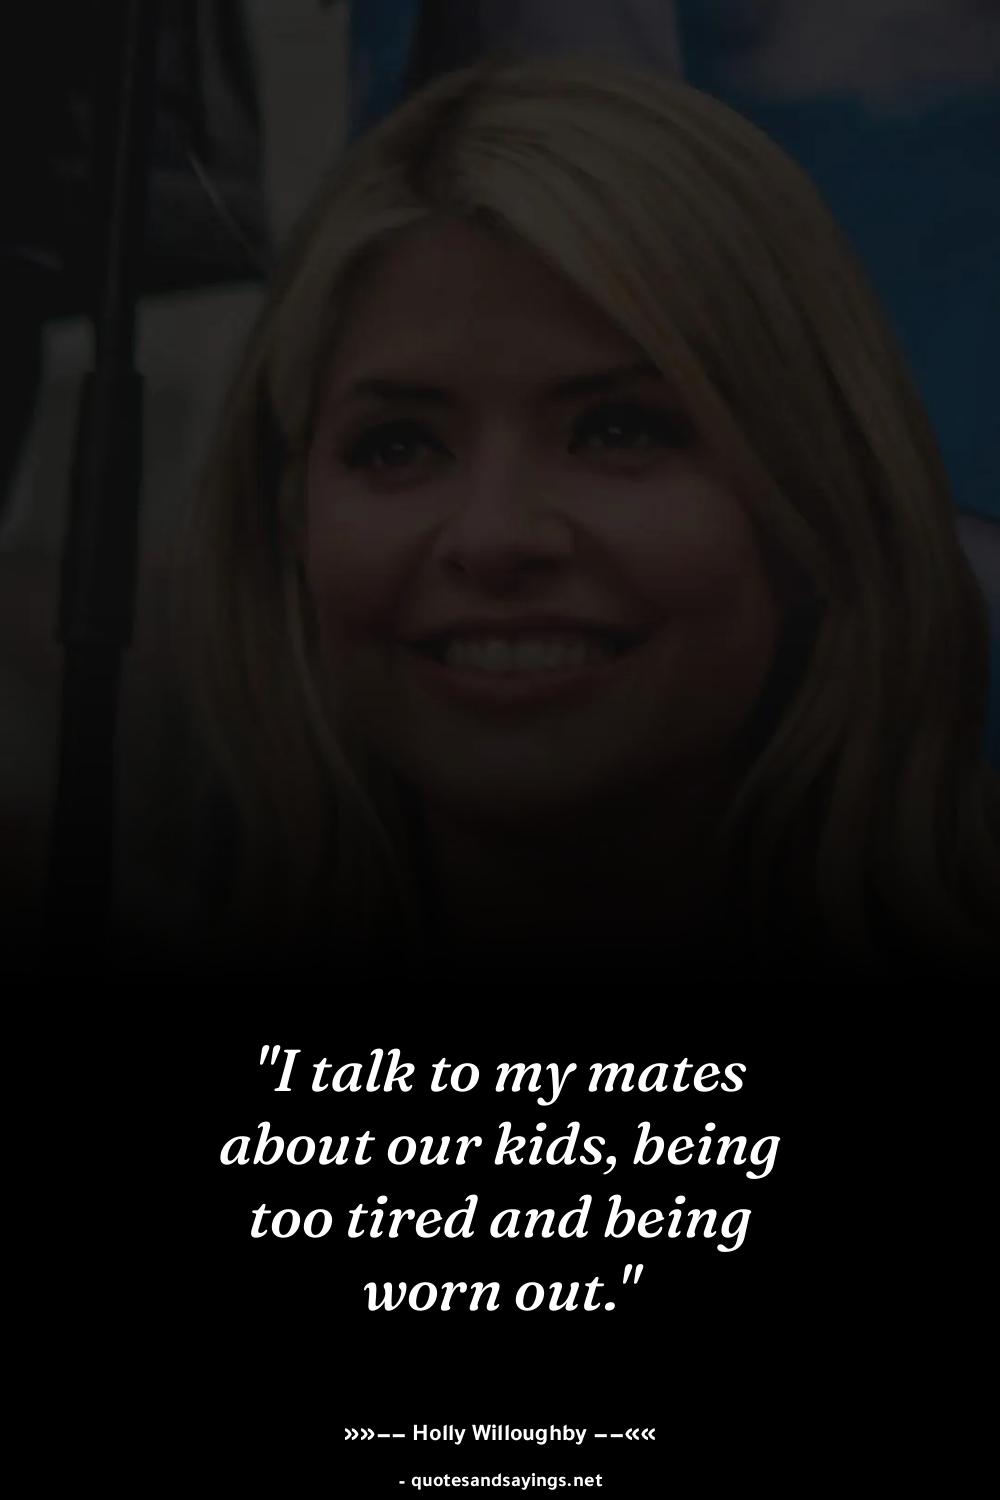 "I talk to my mates
about our kids, being
too tired and being
worn out."
»»−− Holly Willoughby −−««
- quotesandsayings.net